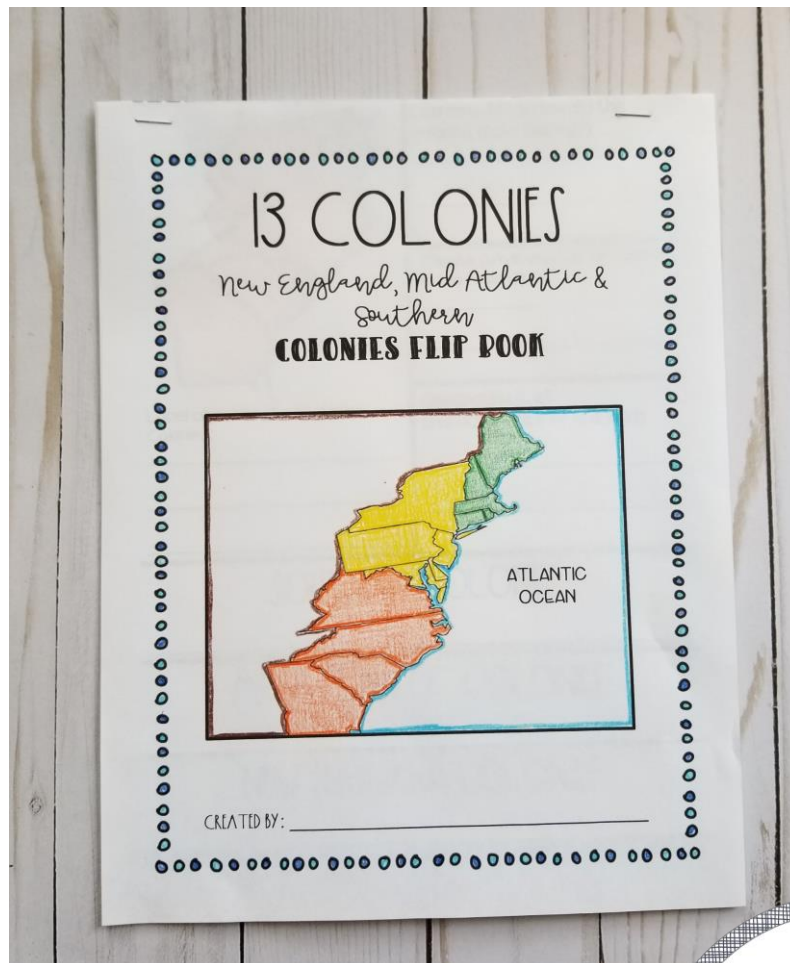 13 COLONIES
New England, Mid Atlantic &
Southern
COLONIES FLIP BOOK
ATLANTIC
OCEAN
CREATED BY: